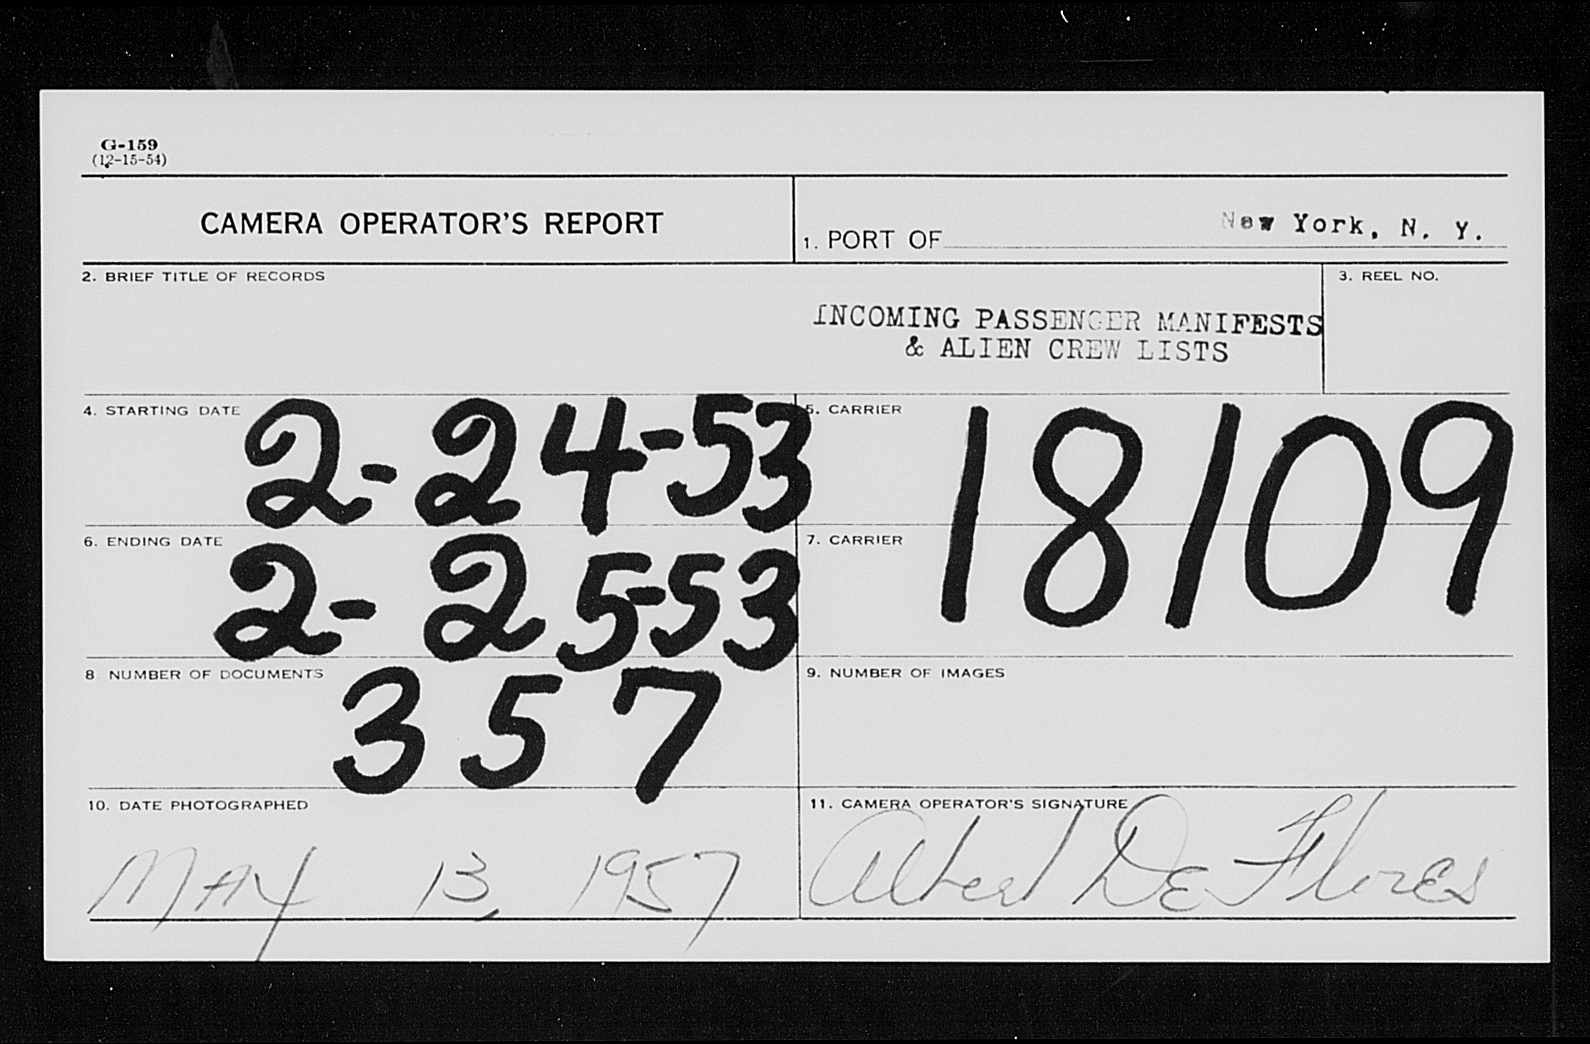 G-159
(12-15-54)
CAMERA OPERATOR'S REPORT
1. PORT OF New York, N. Y.
2. BRIEF TITLE OF RECORDS
INCOMING PASSENGER MANIFESTS
& ALIEN CREW LISTS
3. REEL NO.
4. STARTING DATE 2-24-53
5. CARRIER
18109
6. ENDING DATE 2-25-53
7. CARRIER
8 NUMBER OF DOCUMENTS 357
9. NUMBER OF IMAGES
10. DATE PHOTOGRAPHED
MAY 13, 1957
11. CAMERA OPERATOR'S SIGNATURE
Albert De Flores